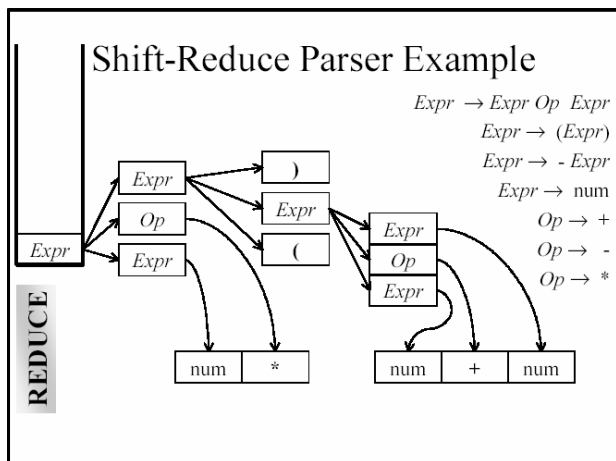 Shift-Reduce Parser Example
Expr → Expr Op Expr
Expr → (Expr)
Expr → - Expr
Expr → num
Op → +
Op → -
Op → *
Expr
Expr
Op
Expr
)
Expr
(
Expr
Op
Expr
num *
num + num
REDUCE